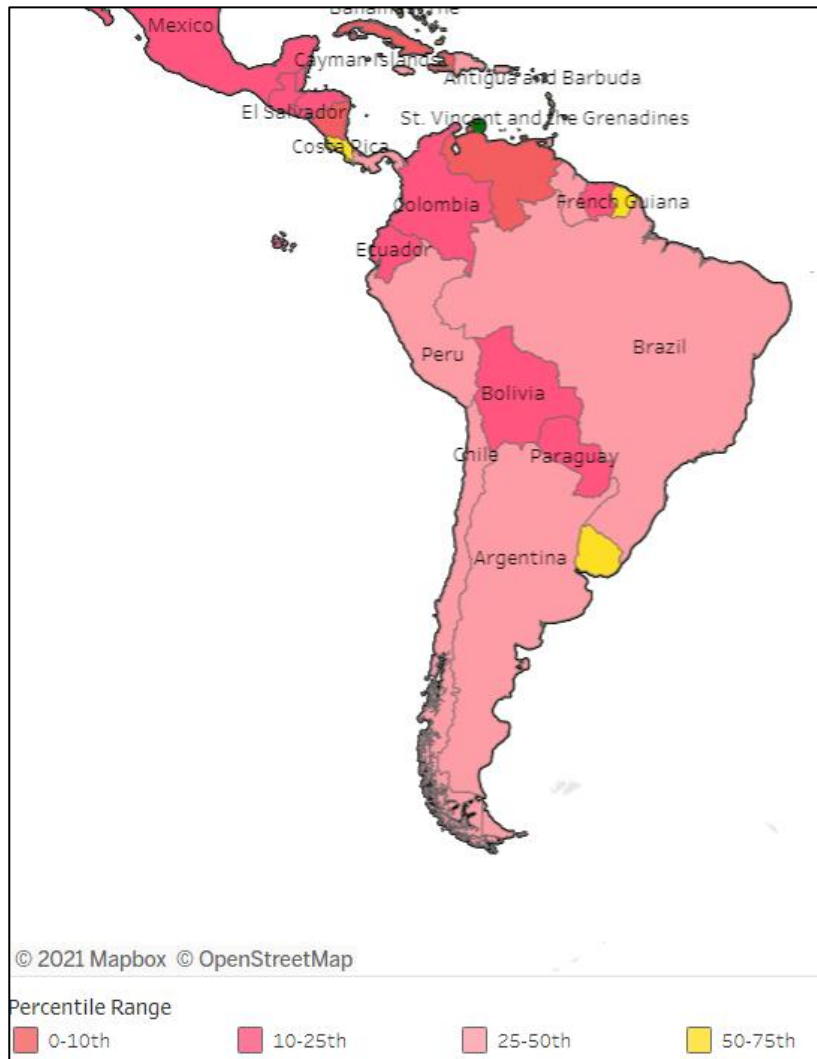 Bahamas, The
Mexico
Cayman Islands
Antigua and Barbuda
El Salvador
St. Vincent and the Grenadines
Costa Rica
Colombia
French Guiana
Ecuador
Peru
Brazil
Bolivia
Chile
Paraguay
Argentina
© 2021 Mapbox © OpenStreetMap
Percentile Range
0-10th
10-25th
25-50th
50-75th